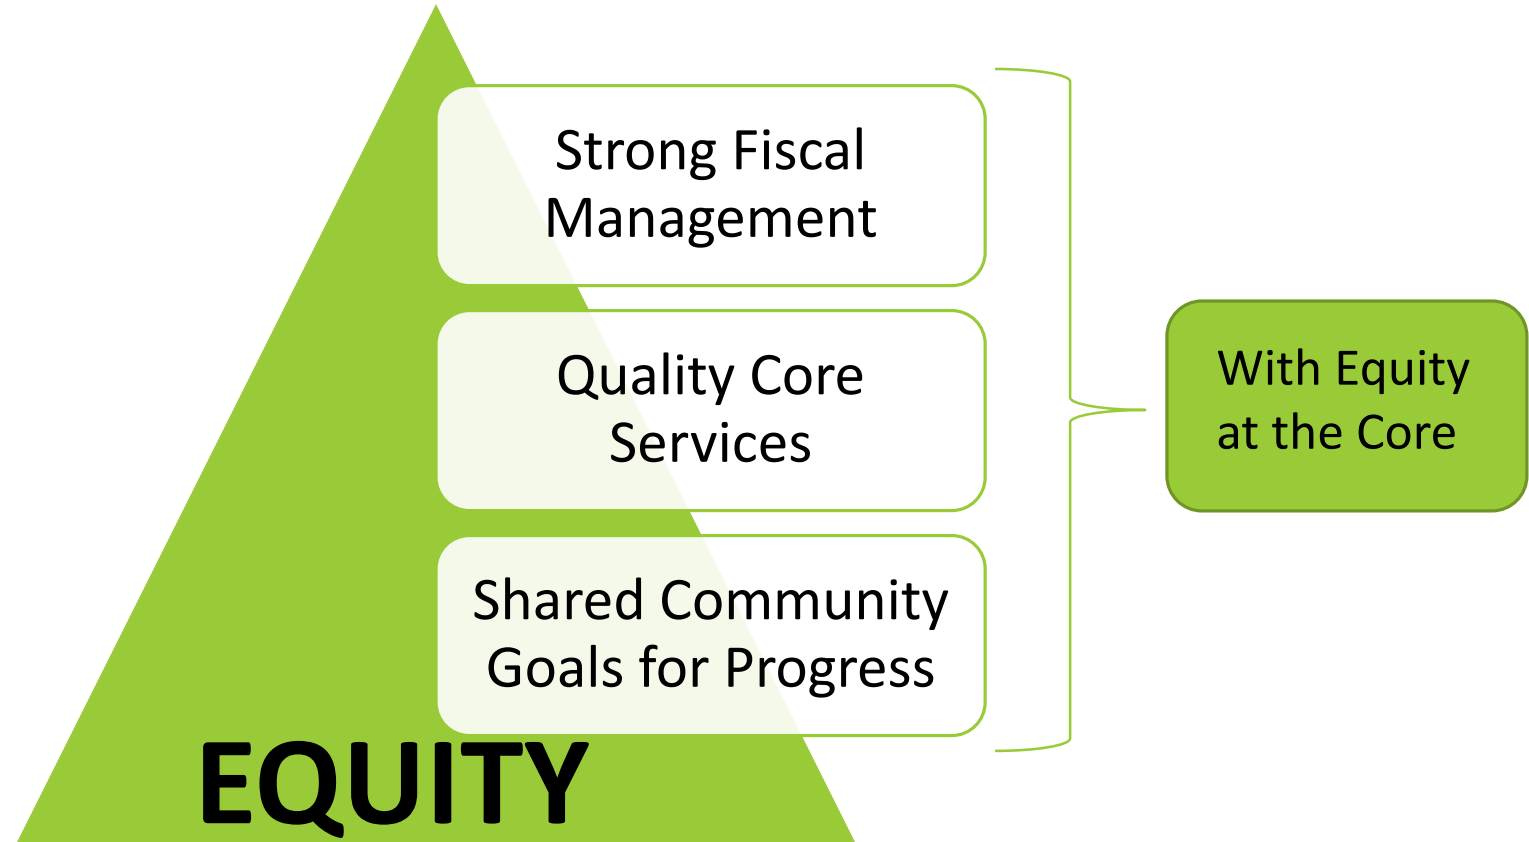 Strong Fiscal
Management
Quality Core
Services
Shared Community
Goals for Progress
EQUITY
With Equity
at the Core